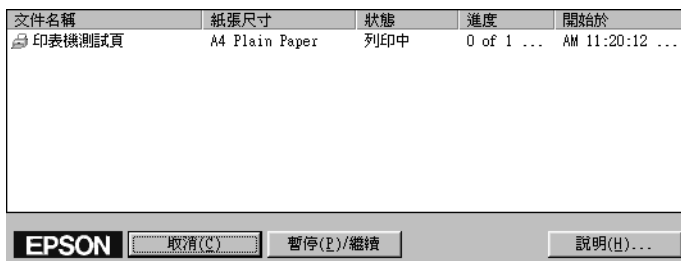 文件名稱 紙張尺寸 狀態 進度 開始於
印表機測試頁 A4 Plain Paper 列印中 0 of 1 ... AM 11:20:12 ...
EPSON 取消(C) 暫停(P)/繼續 說明(H)...